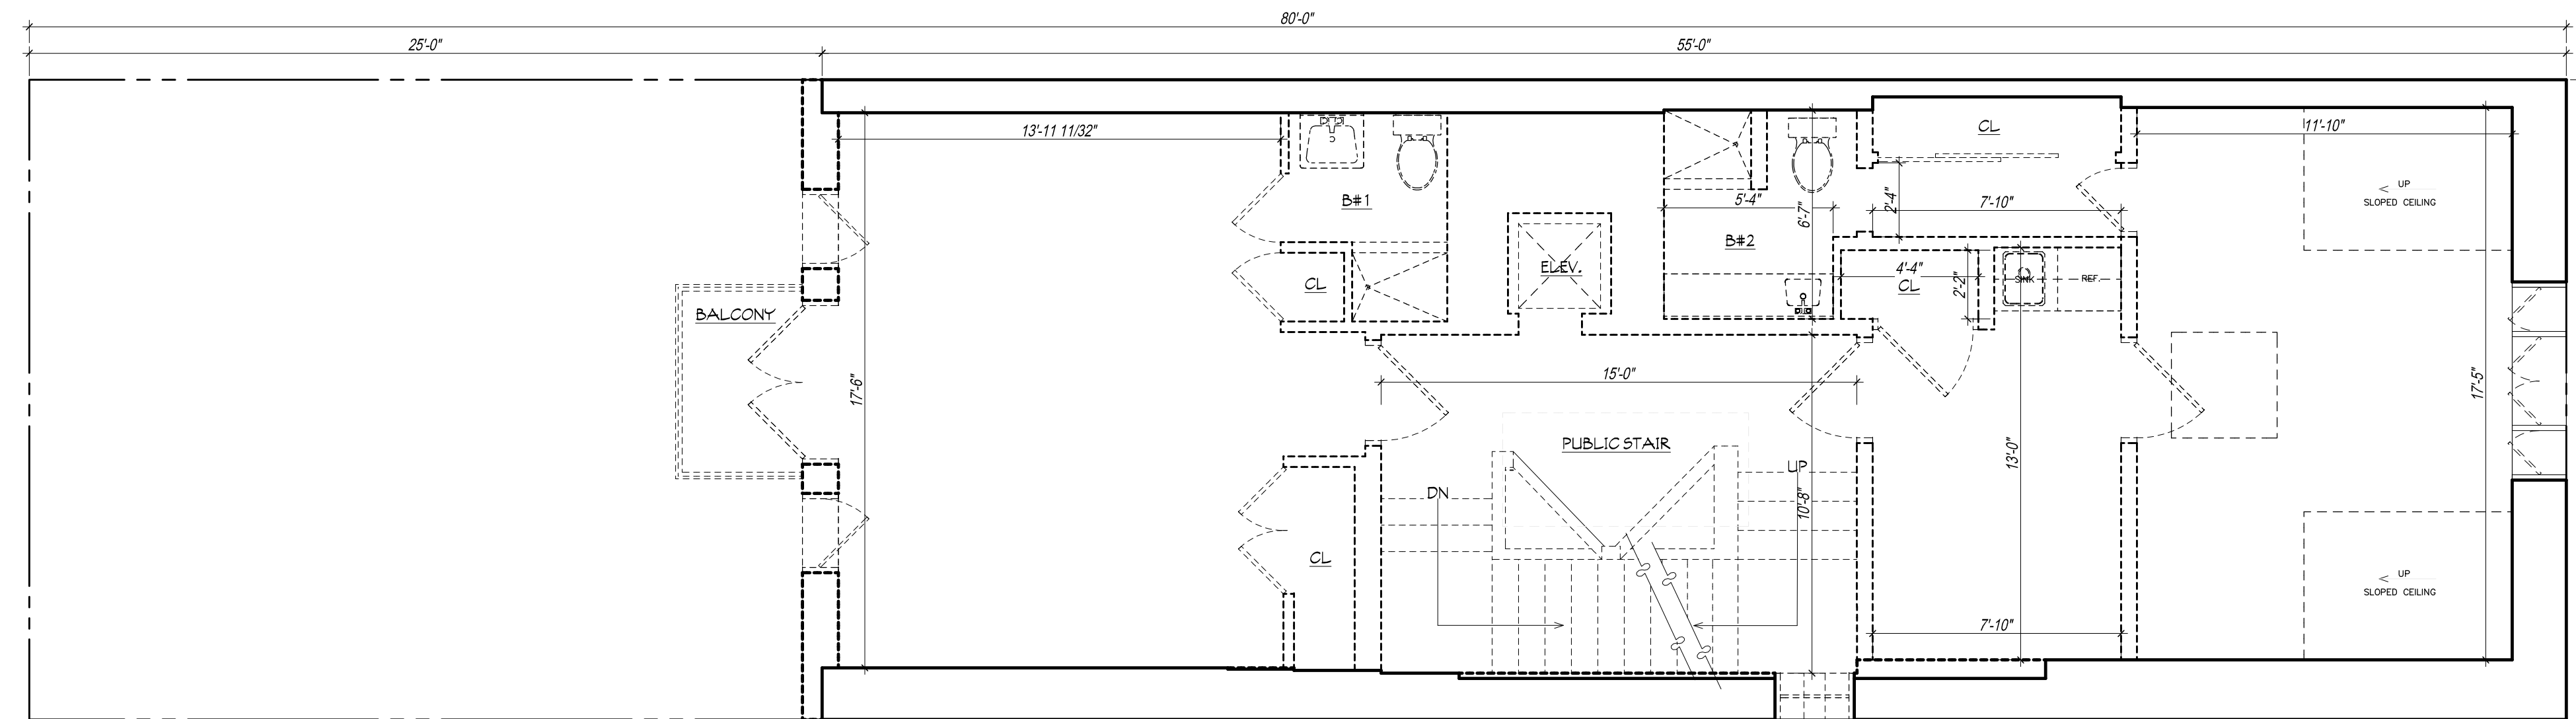 80'-0"
25'-0"
55'-0"
13'-11 11/32"
CL
11'-10"
UP
SLOPED CEILING
B#1
5'-4"
6'-7"
2'-4"
7'-10"
B#2
ELEV.
4'-4"
CL
2'-2"
SINK
REF.
CL
BALCONY
17'-6"
15'-0"
17'-5"
PUBLIC STAIR
13'-0"
UP
DN
10'-8"
CL
UP
SLOPED CEILING
7'-10"